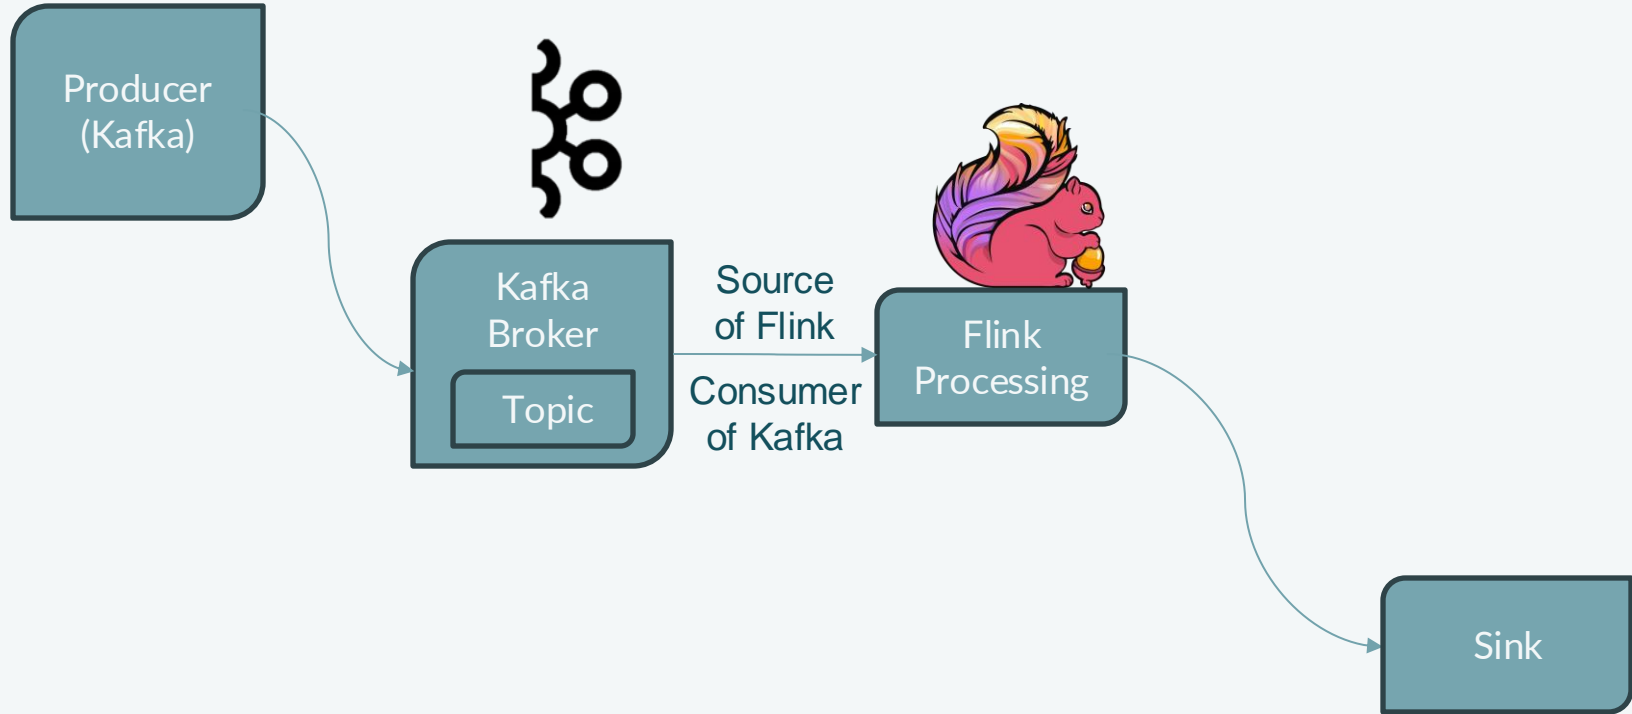 Producer
(Kafka)
Kafka
Broker
Topic
Source
of Flink
Consumer
of Kafka
Flink
Processing
Sink